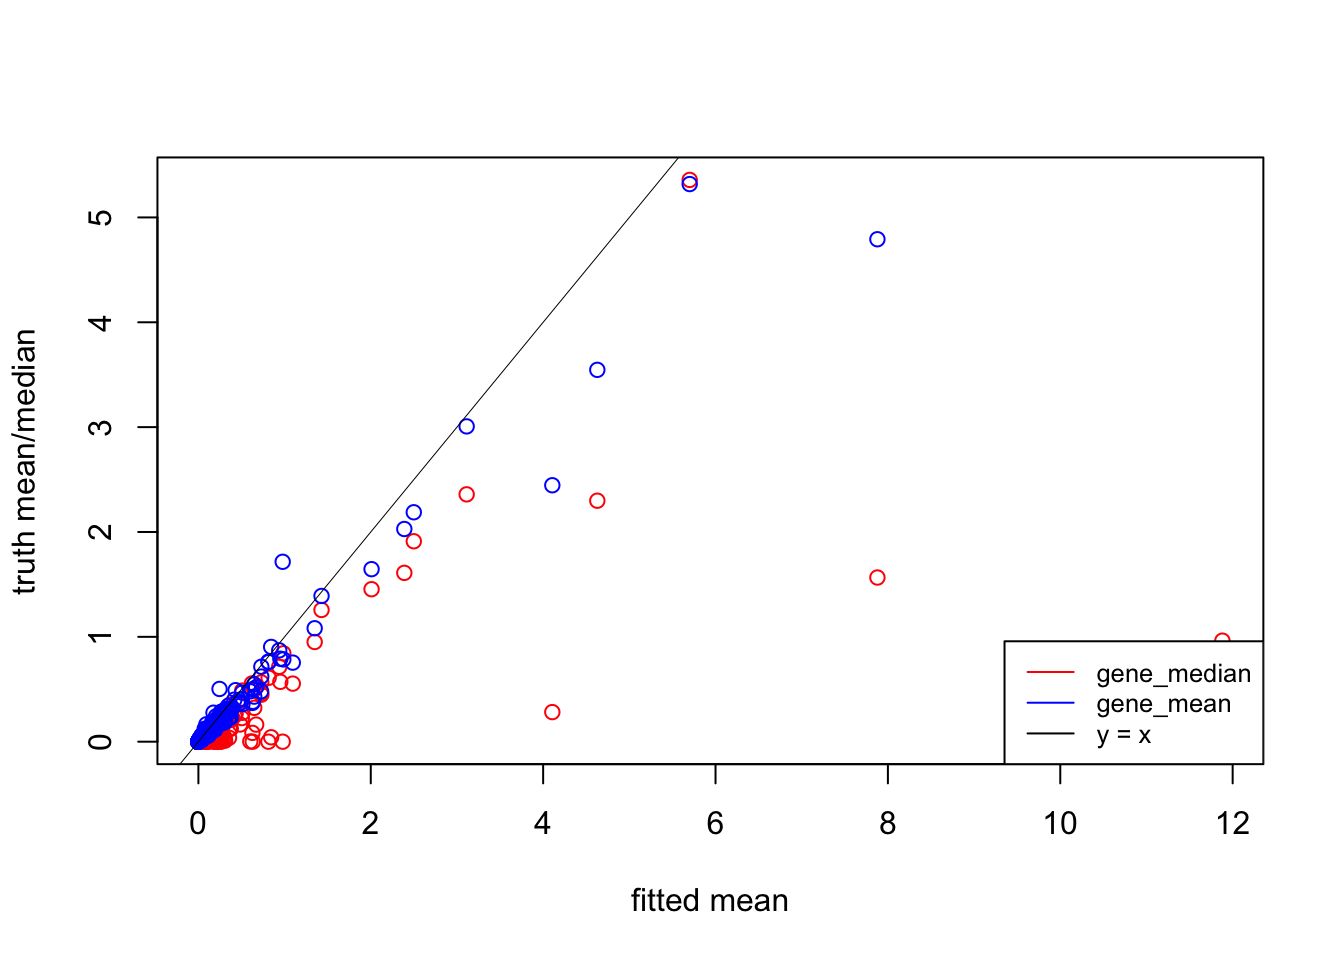 5
4
3
2
1
0
truth mean/median
gene_median
gene_mean
y = x
0 2 4 6 8 10 12
fitted mean